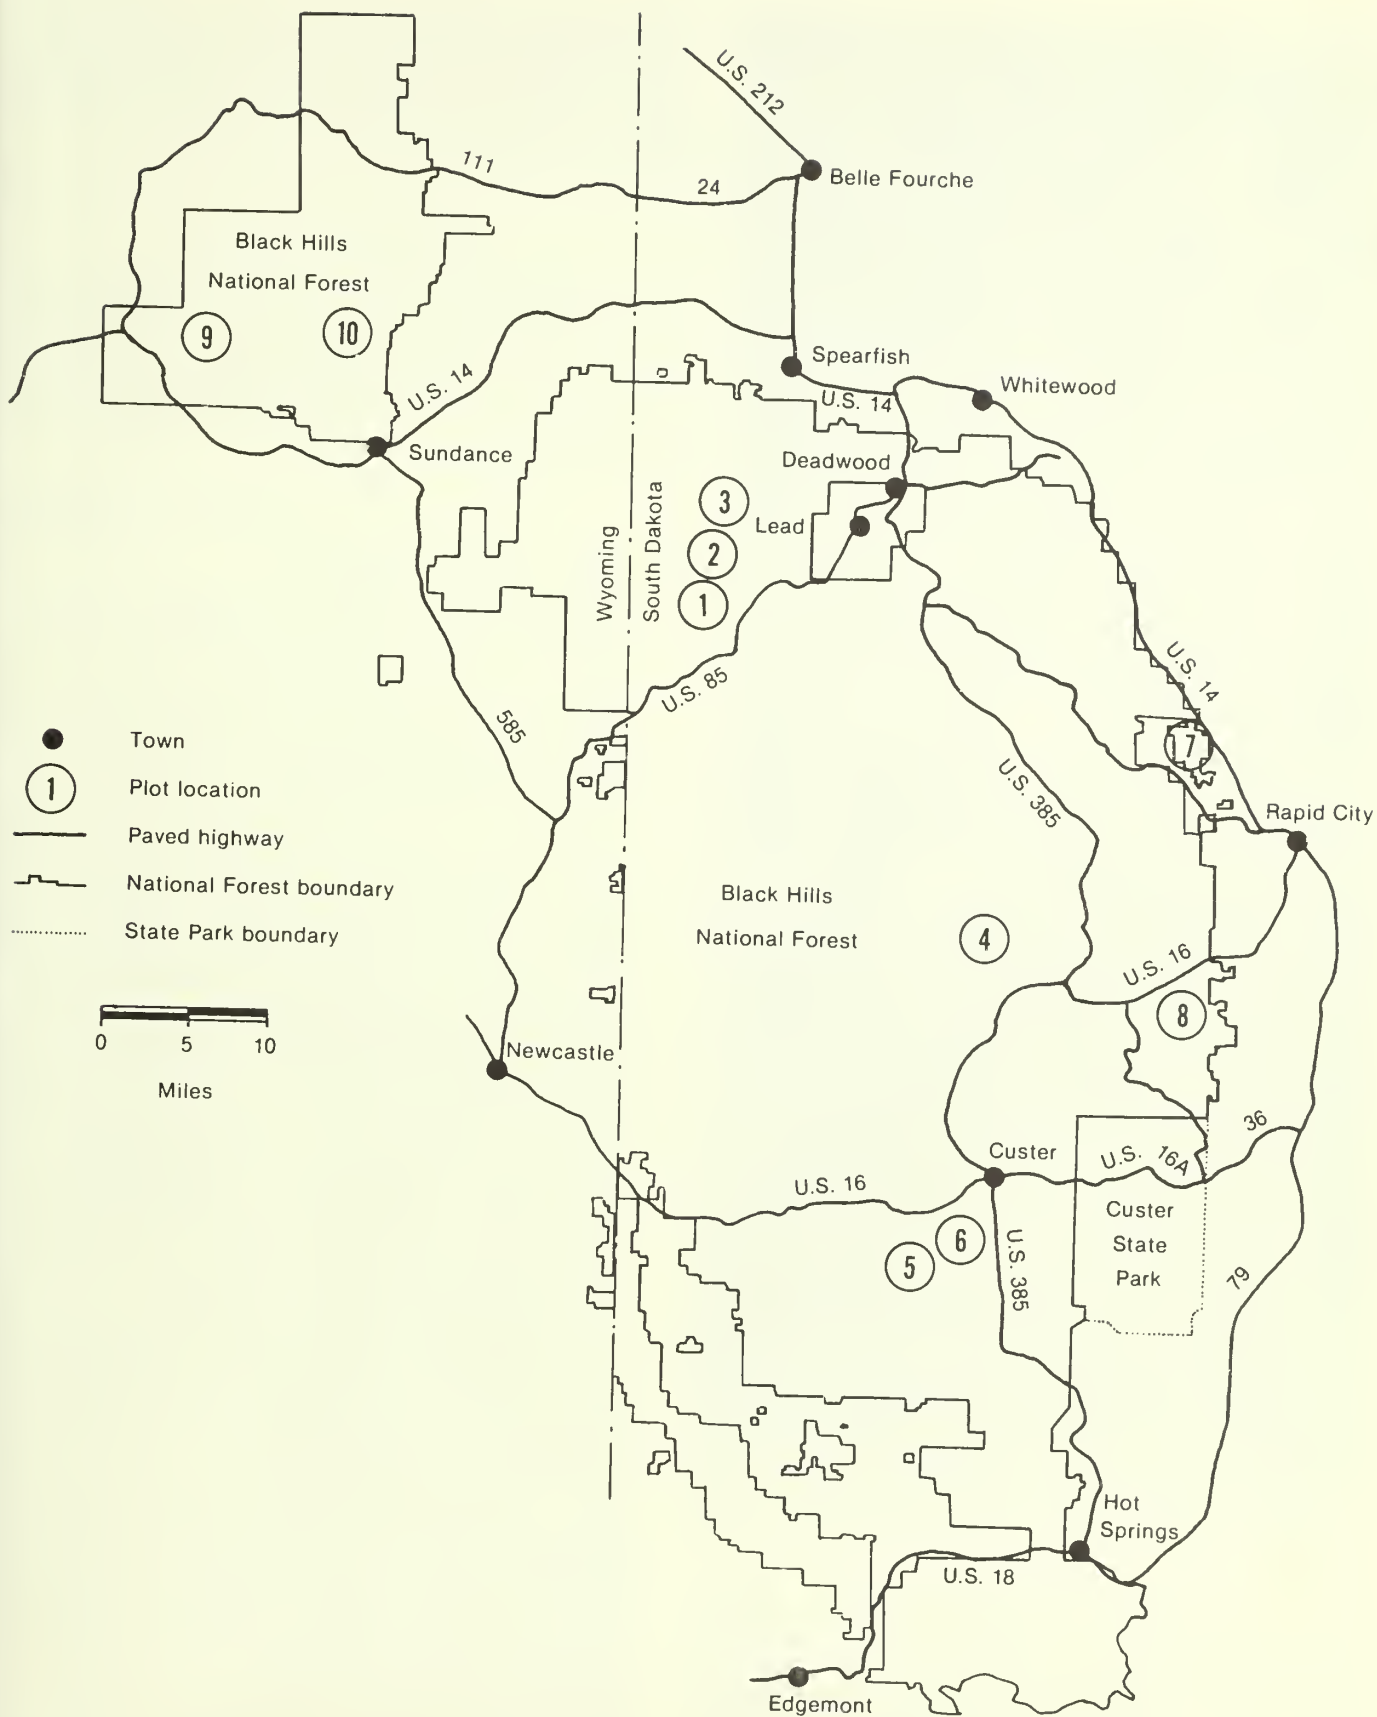 U.S. 212
Belle Fourche
111
24
Black Hills
National Forest
9
10
U.S. 14
Sundance
Spearfish
U.S. 14
Whitewood
Deadwood
Lead
Wyoming
South Dakota
3
2
1
U.S. 85
585
U.S. 14
7
U.S. 385
Rapid City
Town
1
Plot location
Paved highway
National Forest boundary
State Park boundary
0 5 10
Miles
Black Hills
National Forest
4
U.S. 16
8
Newcastle
Custer
U.S. 16A
36
U.S. 16
Custer
State
Park
5
6
U.S. 385
79
Hot
Springs
U.S. 18
Edgemont